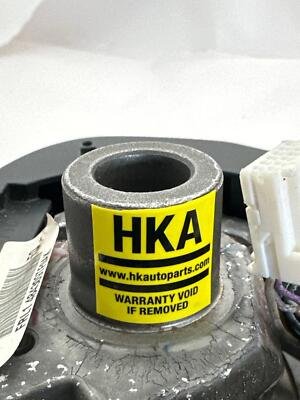 HKA
www.hkautoparts.com
WARRANTY VOID
IF REMOVED